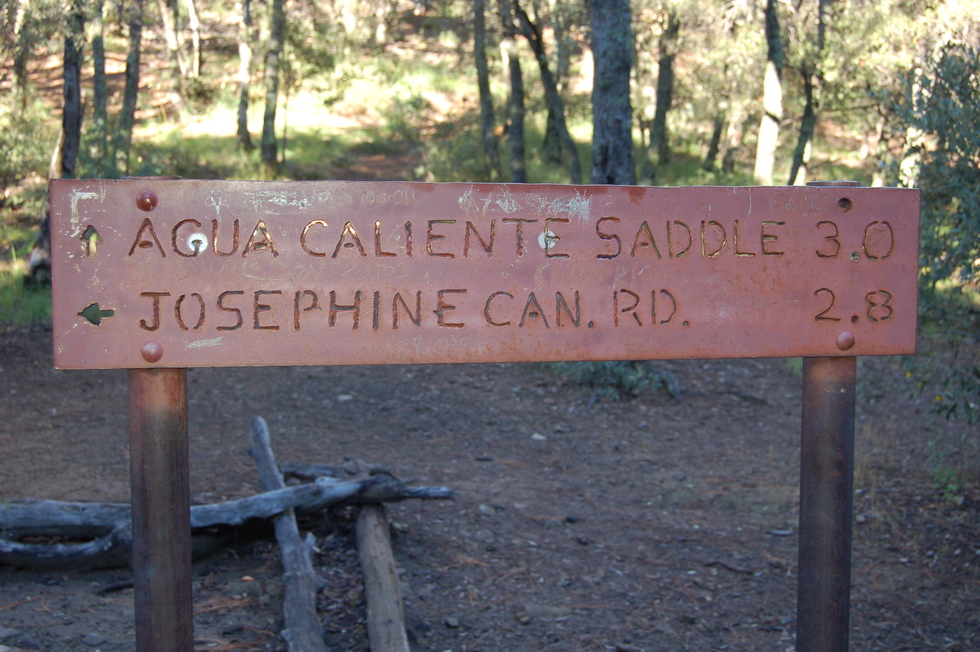 AGUA CALIENTE SADDLE 3.0
JOSEPHINE CAN. RD. 2.8